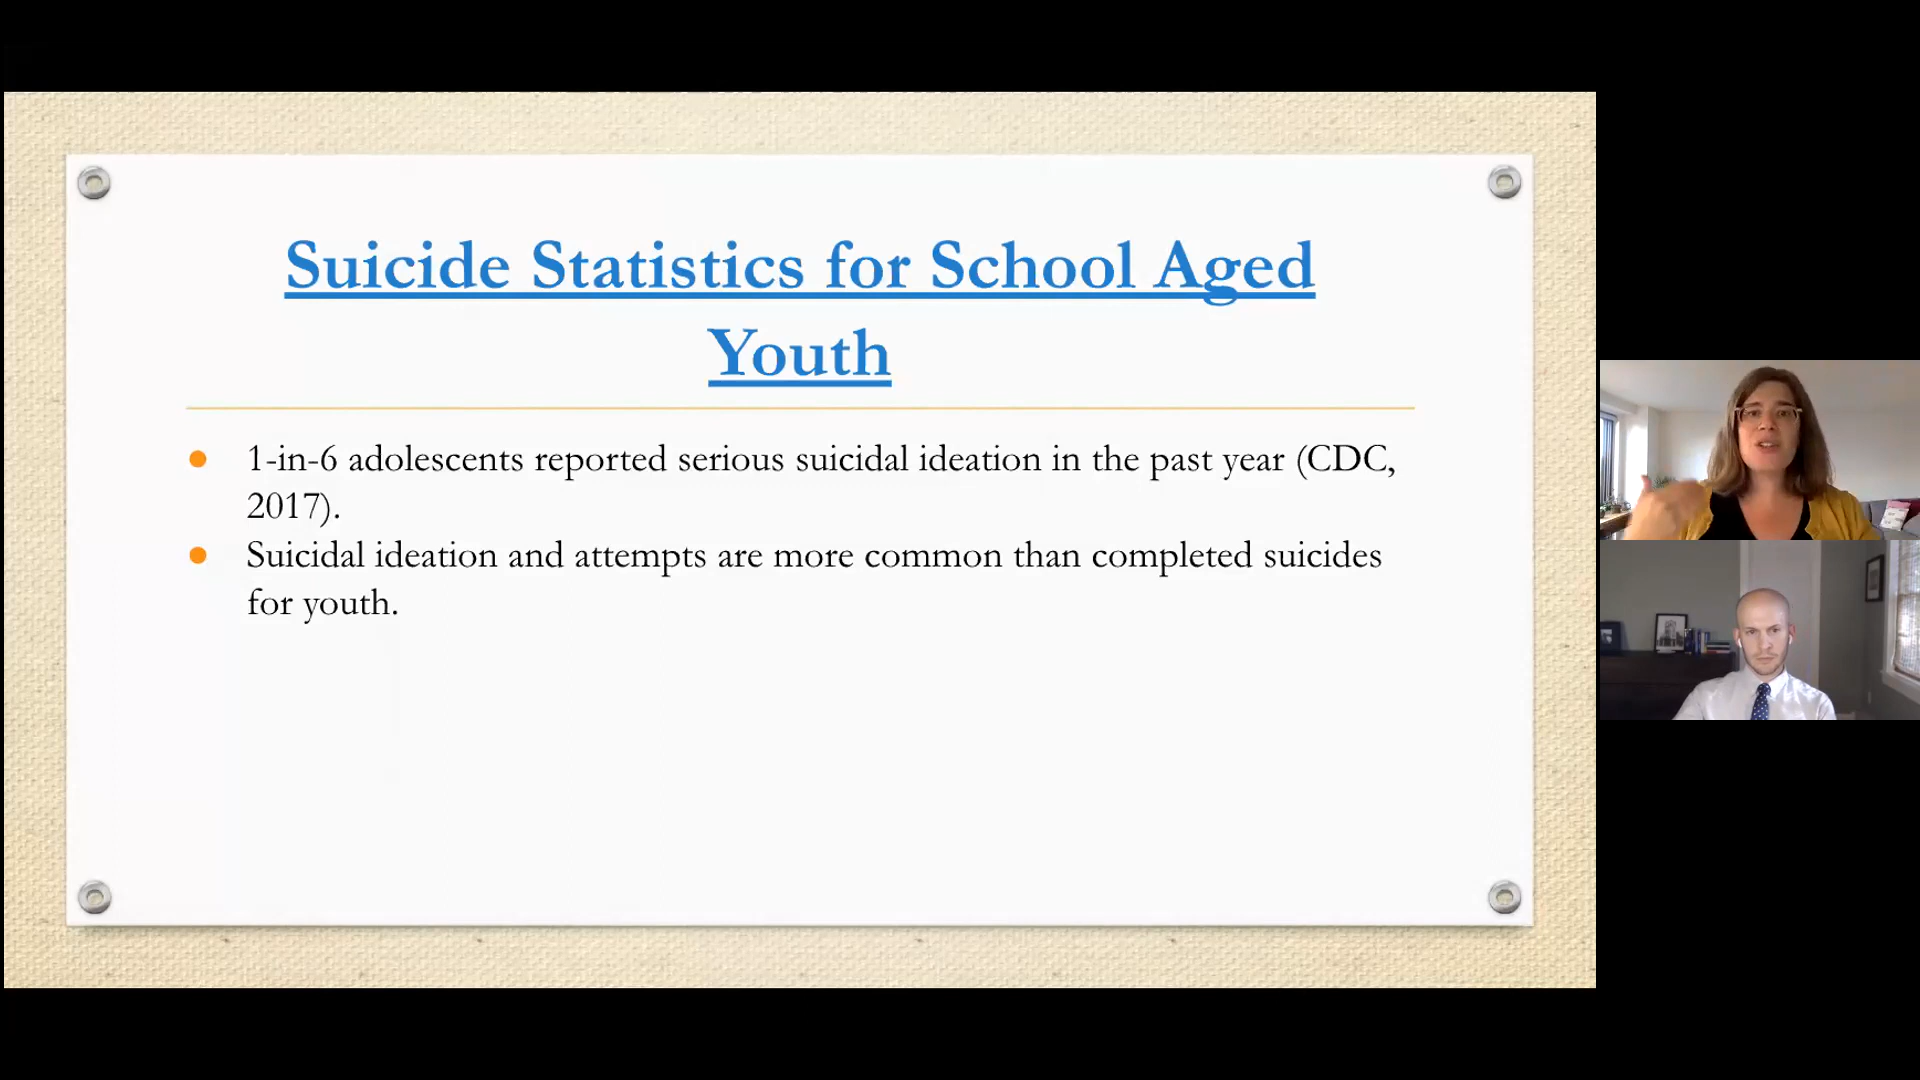 Suicide Statistics for School Aged
Youth
1-in-6 adolescents reported serious suicidal ideation in the past year (CDC,
2017).
Suicidal ideation and attempts are more common than completed suicides
for youth.